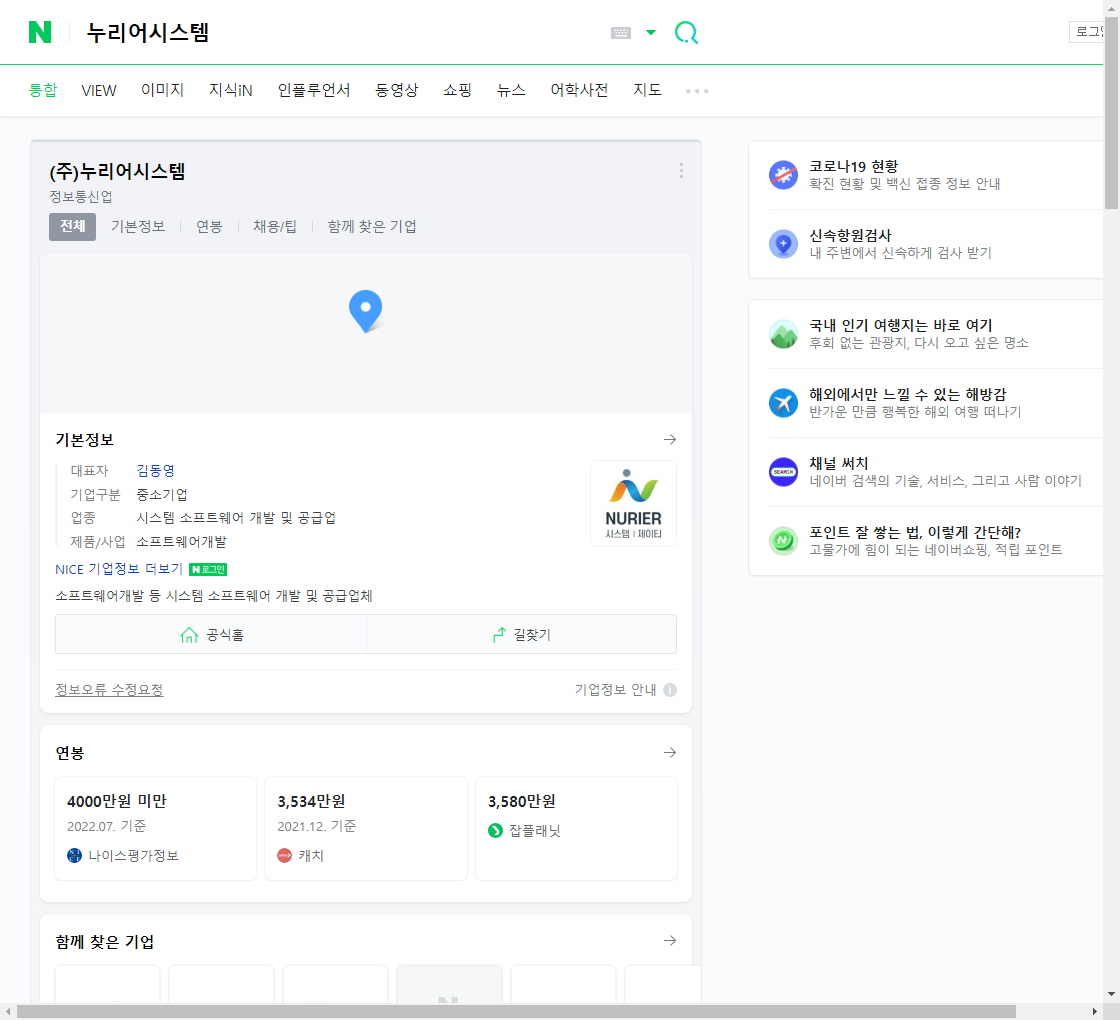 N 누리어시스템
통합 VIEW 이미지 지식iN 인플루언서 동영상 쇼핑 뉴스 어학사전 지도
(주)누리어시스템
정보통신업
전체 기본정보 연봉 채용/팁 함께 찾은 기업
기본정보
대표자 김동영
기업구분 중소기업
업종 시스템 소프트웨어 개발 및 공급업
제품/사업 소프트웨어개발
NURIER
시스템 | 제이티
NICE 기업정보 더보기 N 로그인
소프트웨어개발 등 시스템 소프트웨어 개발 및 공급업체
공식홈 길찾기
정보오류 수정요청 기업정보 안내
연봉
4000만원 미만
2022.07. 기준
나이스평가정보
3,534만원
2021.12. 기준
캐치
3,580만원
잡플래닛
함께 찾은 기업
코로나19 현황
확진 현황 및 백신 접종 정보 안내
신속항원검사
내 주변에서 신속하게 검사 받기
국내 인기 여행지는 바로 여기
후회 없는 관광지, 다시 오고 싶은 명소
해외에서만 느낄 수 있는 해방감
반가운 만큼 행복한 해외 여행 떠나기
SEARCH
채널 써치
네이버 검색의 기술, 서비스, 그리고 사람 이야기
포인트 잘 쌓는 법, 이렇게 간단해?
고물가에 힘이 되는 네이버쇼핑, 적립 포인트